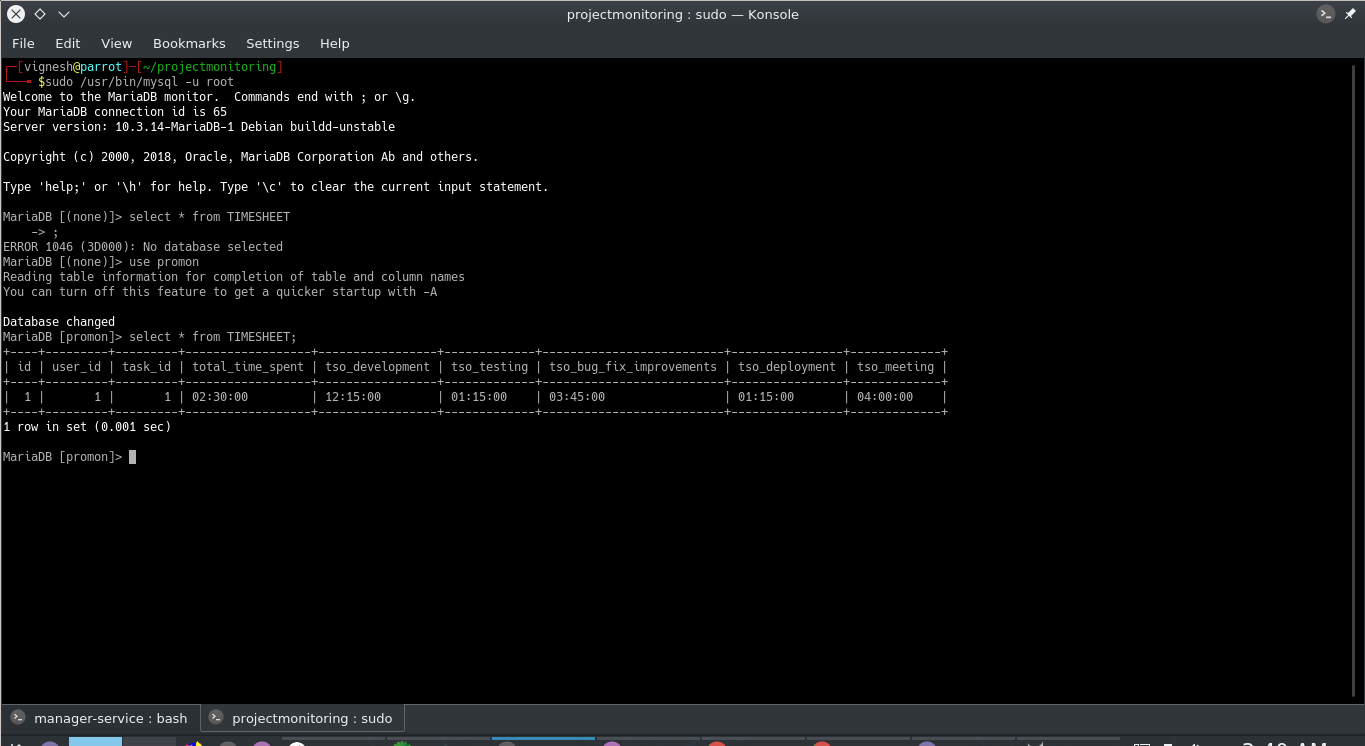 projectmonitoring : sudo — Konsole
File Edit View Bookmarks Settings Help
┌─[vignesh@parrot]─[~/projectmonitoring]
└──╼ $sudo /usr/bin/mysql -u root
Welcome to the MariaDB monitor.  Commands end with ; or \g.
Your MariaDB connection id is 65
Server version: 10.3.14-MariaDB-1 Debian buildd-unstable
Copyright (c) 2000, 2018, Oracle, MariaDB Corporation Ab and others.
Type 'help;' or '\h' for help. Type '\c' to clear the current input statement.
MariaDB [(none)]> select * from TIMESHEET
    -> ;
ERROR 1046 (3D000): No database selected
MariaDB [(none)]> use promon
Reading table information for completion of table and column names
You can turn off this feature to get a quicker startup with -A
Database changed
MariaDB [promon]> select * from TIMESHEET;
+----+---------+---------+------------------+-----------------+-------------+--------------------------+----------------+-------------+
| id | user_id | task_id | total_time_spent | tso_development | tso_testing | tso_bug_fix_improvements | tso_deployment | tso_meeting |
+----+---------+---------+------------------+-----------------+-------------+--------------------------+----------------+-------------+
|  1 |       1 |       1 | 02:30:00         | 12:15:00        | 01:15:00    | 03:45:00                 | 01:15:00       | 04:00:00    |
+----+---------+---------+------------------+-----------------+-------------+--------------------------+----------------+-------------+
1 row in set (0.001 sec)
MariaDB [promon]>
manager-service : bash projectmonitoring : sudo